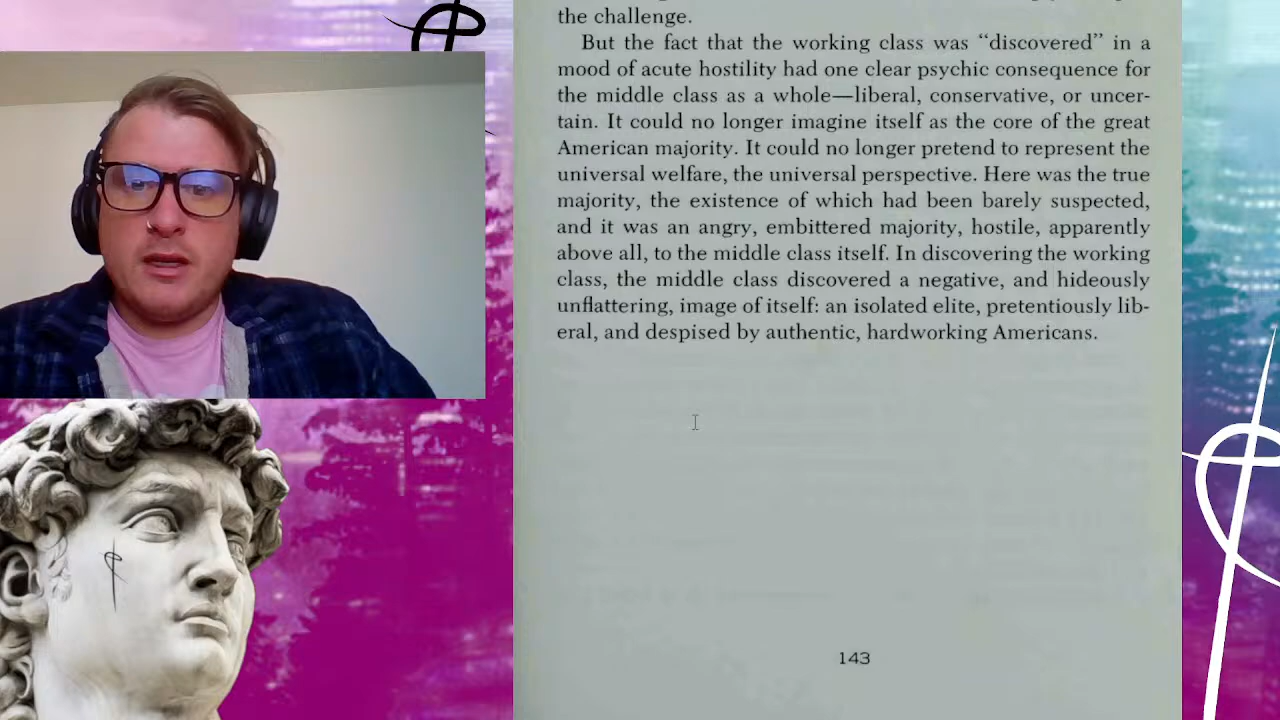 the challenge.
But the fact that the working class was “discovered” in a
mood of acute hostility had one clear psychic consequence for
the middle class as a whole—liberal, conservative, or uncer-
tain. It could no longer imagine itself as the core of the great
American majority. It could no longer pretend to represent the
universal welfare, the universal perspective. Here was the true
majority, the existence of which had been barely suspected,
and it was an angry, embittered majority, hostile, apparently
above all, to the middle class itself. In discovering the working
class, the middle class discovered a negative, and hideously
unflattering, image of itself: an isolated elite, pretentiously lib-
eral, and despised by authentic, hardworking Americans.
143